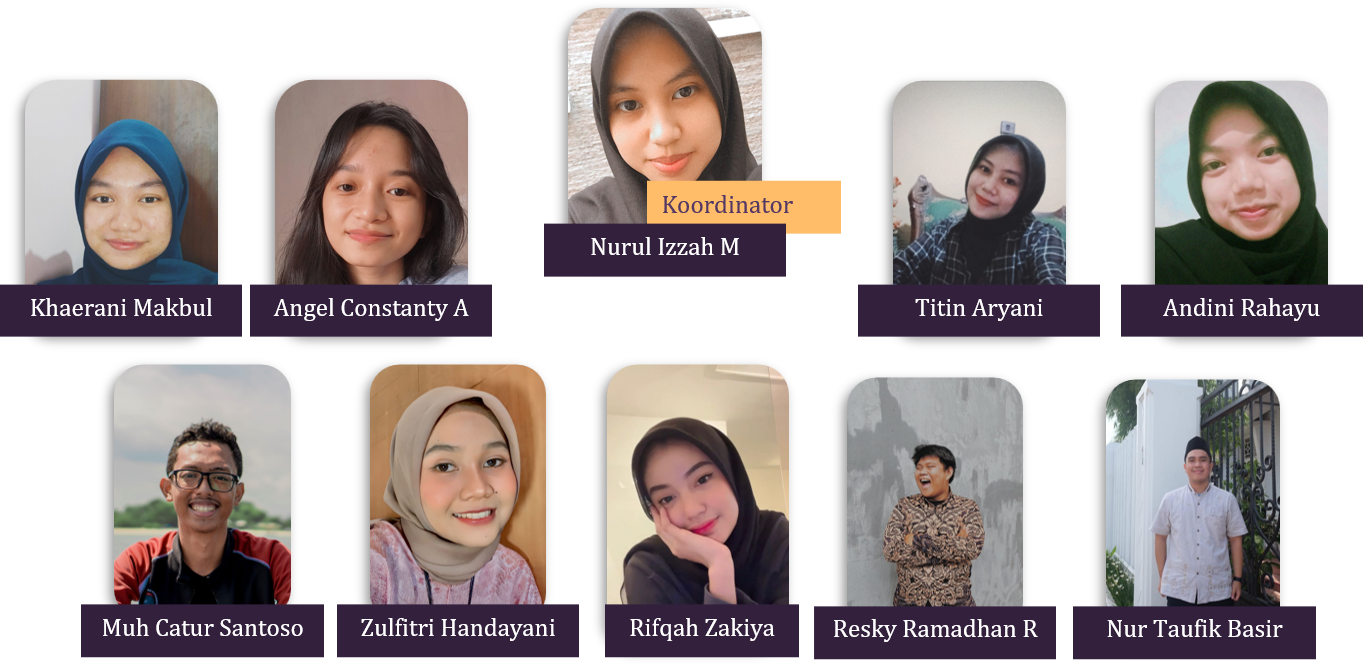 Koordinator
Nurul Izzah M
Khaerani Makbul
Angel Constanty A
Titin Aryani
Andini Rahayu
Muh Catur Santoso
Zulfitri Handayani
Rifqah Zakiya
Resky Ramadhan R
Nur Taufik Basir